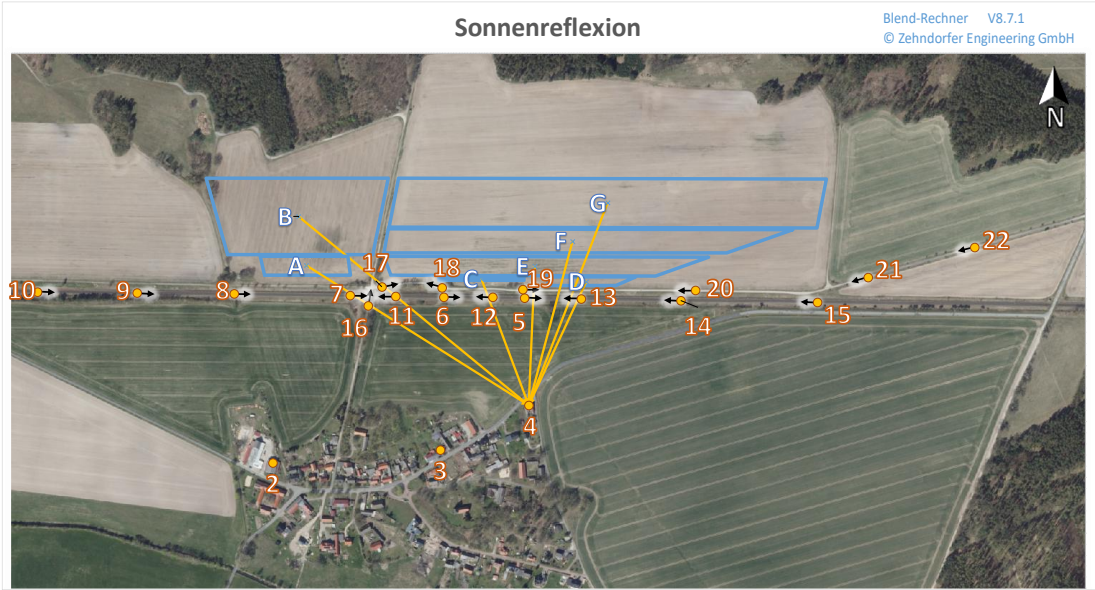 Sonnenreflexion
Blend-Rechner V8.7.1
© Zehndorfer Engineering GmbH
N
B
G
F
22
A
17
18
C
E
19
D
20
21
10
9
8
7
11
6
12
5
13
14
15
16
4
3
2